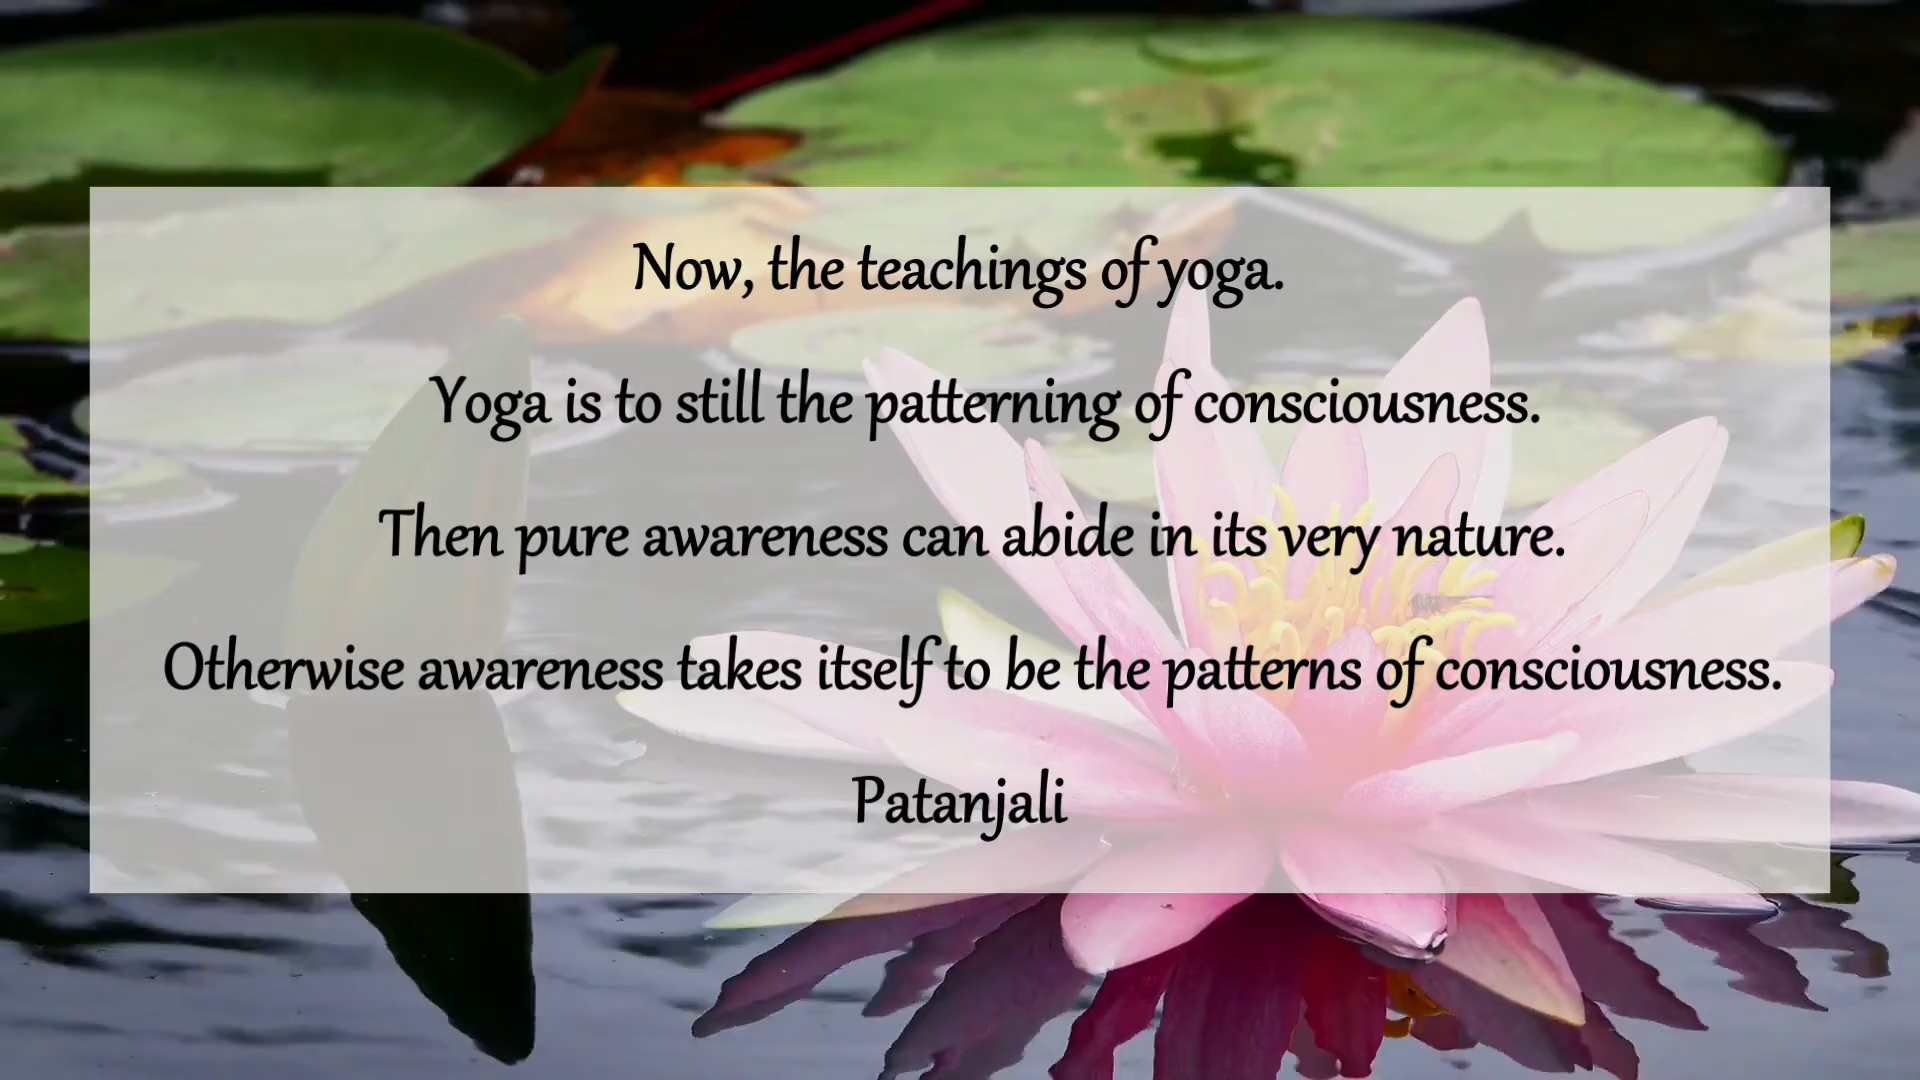 Now, the teachings of yoga.
Yoga is to still the patterning of consciousness.
Then pure awareness can abide in its very nature.
Otherwise awareness takes itself to be the patterns of consciousness.
Patanjali